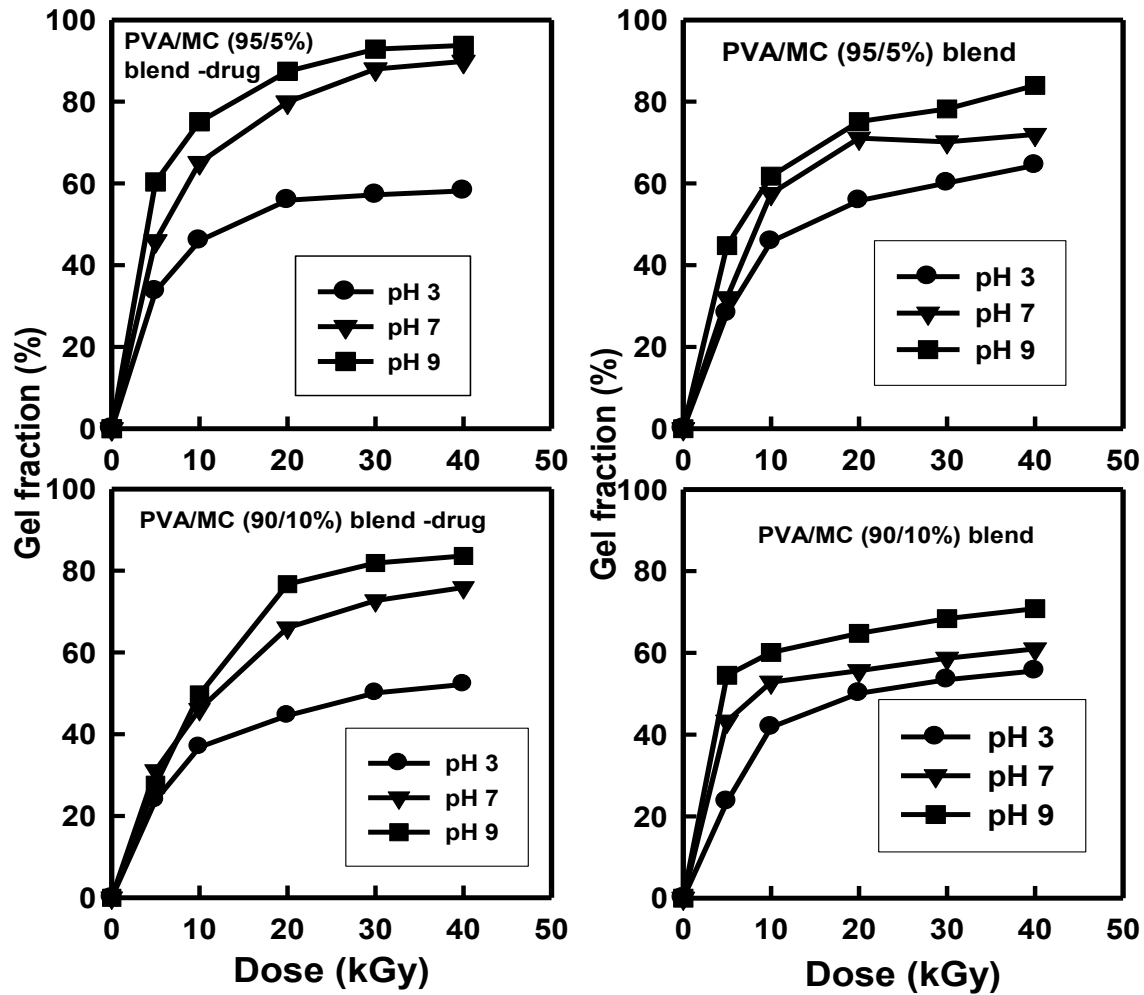 100
80
60
40
20
0
0 10 20 30 40 50
PVA/MC (95/5%)
blend -drug
pH 3
pH 7
pH 9
Gel fraction (%)
100
80
60
40
20
0
0 10 20 30 40 50
PVA/MC (95/5%) blend
pH 3
pH 7
pH 9
Gel fraction (%)
100
80
60
40
20
0
0 10 20 30 40 50
PVA/MC (90/10%) blend -drug
pH 3
pH 7
pH 9
Dose (kGy)
100
80
60
40
20
0
0 10 20 30 40 50
PVA/MC (90/10%) blend
pH 3
pH 7
pH 9
Dose (kGy)